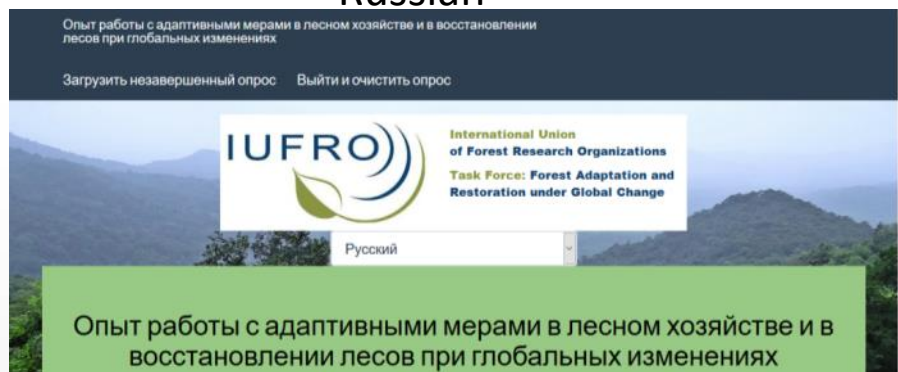 Russian
Опыт работы с адаптивными мерами в лесном хозяйстве и в восстановлении
лесов при глобальных изменениях
Загрузить незавершенный опрос Выйти и очистить опрос
IUFRO
International Union
of Forest Research Organizations
Task Force: Forest Adaptation and
Restoration under Global Change
Русский
Опыт работы с адаптивными мерами в лесном хозяйстве и в
восстановлении лесов при глобальных изменениях